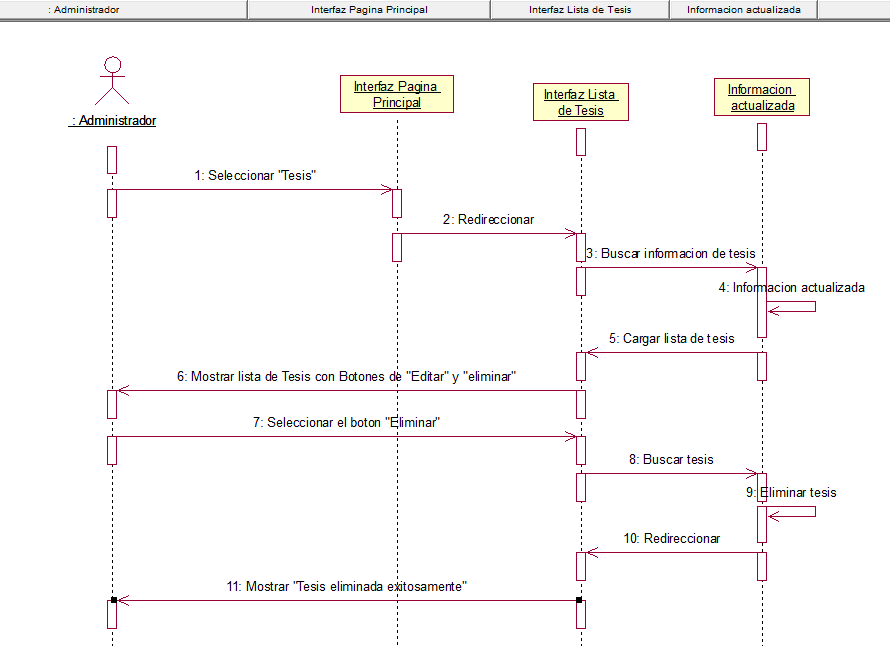 : Administrador
Interfaz Pagina Principal
Interfaz Lista de Tesis
Informacion actualizada
: Administrador
Interfaz Pagina
Principal
Interfaz Lista
de Tesis
Informacion
actualizada
1: Seleccionar "Tesis"
2: Redireccionar
3: Buscar informacion de tesis
4: Informacion actualizada
5: Cargar lista de tesis
6: Mostrar lista de Tesis con Botones de "Editar" y "eliminar"
7: Seleccionar el boton "Eliminar"
8: Buscar tesis
9: Eliminar tesis
10: Redireccionar
11: Mostrar "Tesis eliminada exitosamente"